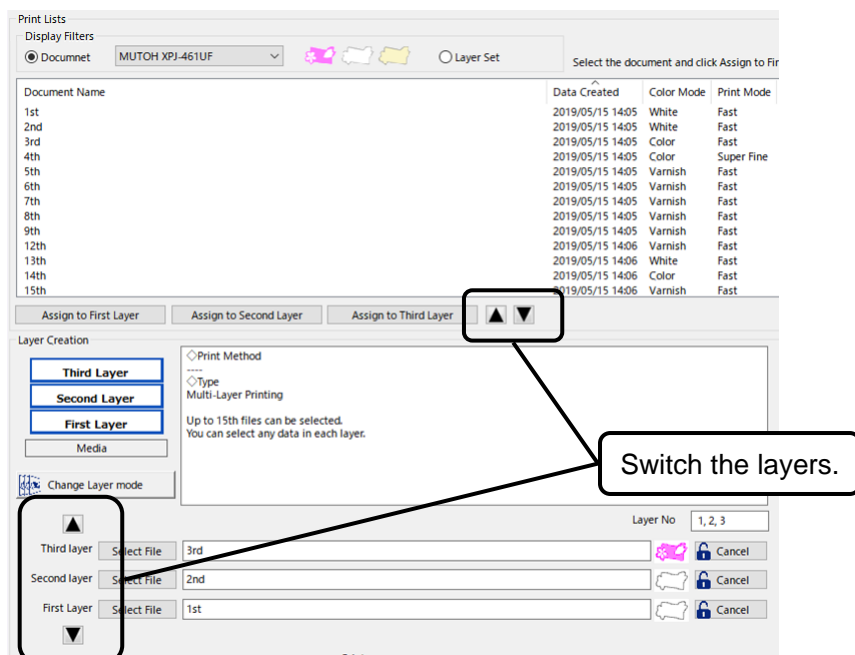 Print Lists
Display Filters
Documnet MUTOH XPJ-461UF Layer Set Select the document and click Assign to Fir
Document Name Data Created Color Mode Print Mode
1st 2019/05/15 14:05 White Fast
2nd 2019/05/15 14:05 White Fast
3rd 2019/05/15 14:05 Color Fast
4th 2019/05/15 14:05 Color Super Fine
5th 2019/05/15 14:05 Varnish Fast
6th 2019/05/15 14:05 Varnish Fast
7th 2019/05/15 14:05 Varnish Fast
8th 2019/05/15 14:05 Varnish Fast
9th 2019/05/15 14:05 Varnish Fast
12th 2019/05/15 14:06 Varnish Fast
13th 2019/05/15 14:06 White Fast
14th 2019/05/15 14:06 Color Fast
15th 2019/05/15 14:06 Varnish Fast
Assign to First Layer Assign to Second Layer Assign to Third Layer ▲ ▼
Layer Creation
◇Print Method
----
◇Type
Multi-Layer Printing
Up to 15th files can be selected.
You can select any data in each layer.
Third Layer
Second Layer
First Layer
Media
Change Layer mode
Switch the layers.
Layer No 1, 2, 3
▲
Third layer Select File 3rd Cancel
Second layer Select File 2nd Cancel
First Layer Select File 1st Cancel
▼